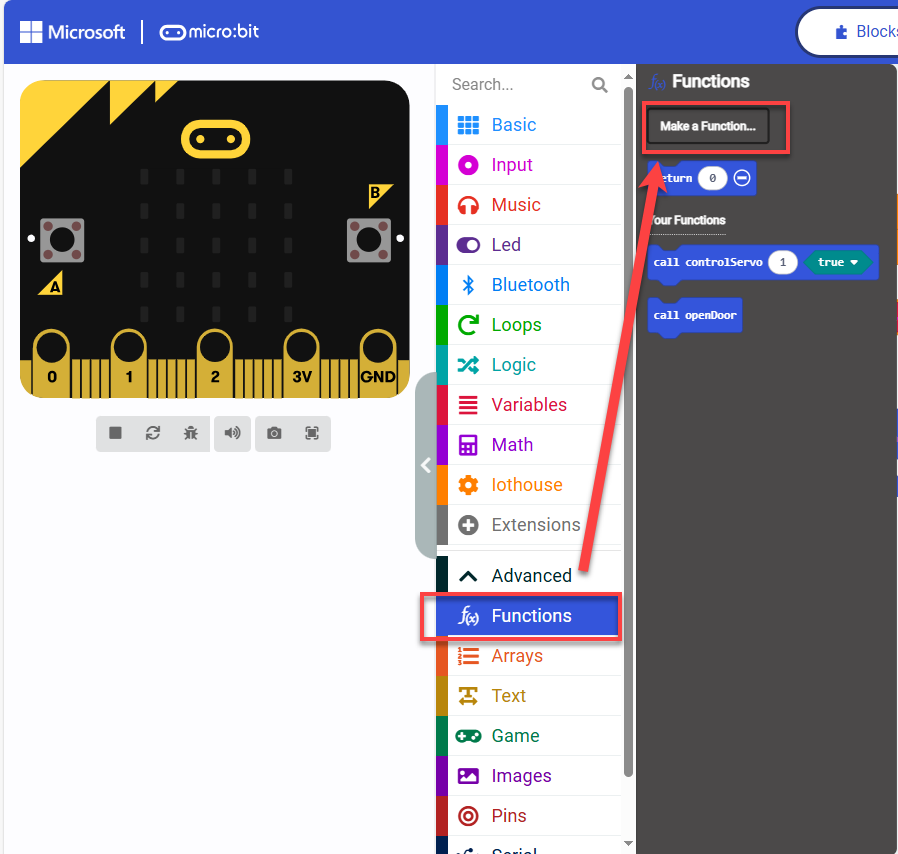 Microsoft
micro:bit
Blocks
Search...
Basic
Input
Music
Led
Bluetooth
Loops
Logic
Variables
Math
Iothouse
Extensions
Advanced
Functions
Arrays
Text
Game
Images
Pins
Serial
Functions
Make a Function...
return 0
Your Functions
call controlServo 1 true
call openDoor
B
A
0 1 2 3V GND